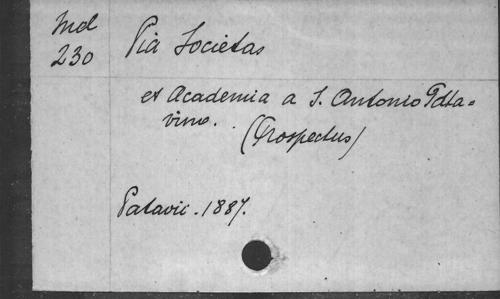 Md
230
Pia Societas
et Academia a S. Antonio Pata=
vino.
(Prospectus)
Patavii. 1887.